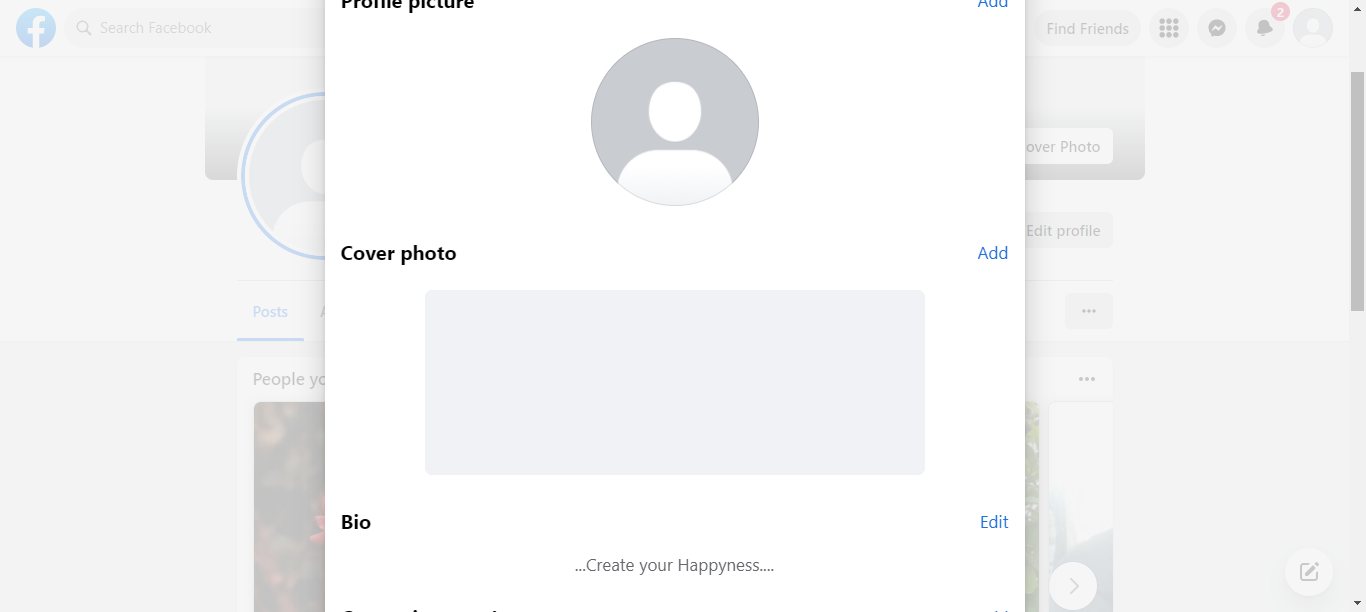 Profile picture
Add
Search Facebook
Find Friends
2
over Photo
Edit profile
Cover photo
Add
Posts
People yo
Bio
Edit
...Create your Happyness....